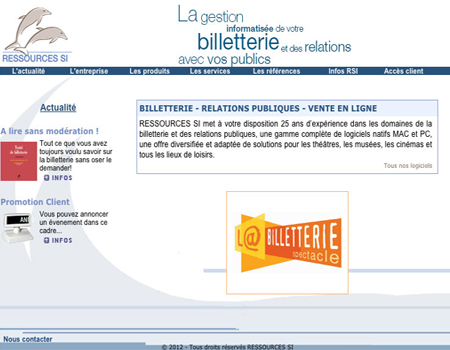 La gestion
informatisée de votre
billetterie et des relations
avec vos publics
RESSOURCES SI
L'actualité L'entreprise Les produits Les services Les références Infos RSI Accès client
Actualité
A lire sans modération !
Tout ce que vous avez
toujours voulu savoir sur
la billetterie sans oser le
demander!
INFOS
Promotion Client
Vous pouvez annoncer
un évenement dans ce
cadre...
INFOS
BILLETTERIE - RELATIONS PUBLIQUES - VENTE EN LIGNE
RESSOURCES SI met à votre disposition 25 ans d'expérience dans les domaines de la
billetterie et des relations publiques, une gamme complète de logiciels natifs MAC et PC,
une offre diversifiée et adaptée de solutions pour les théâtres, les musées, les cinémas et
tous les lieux de loisirs.
Tous nos logiciels
L@ BILLETTERIE
spectacle
Nous contacter
© 2012 - Tous droits réservés RESSOURCES SI